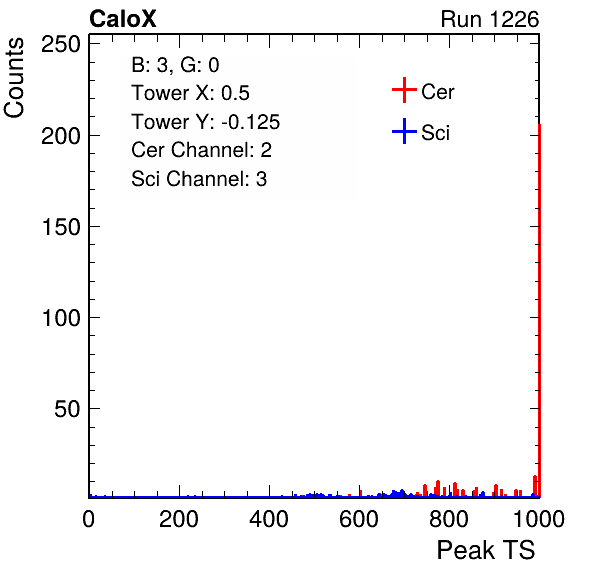 CaloX Run 1226
Counts
250
200
150
100
50
B: 3, G: 0
Tower X: 0.5
Tower Y: -0.125
Cer Channel: 2
Sci Channel: 3
Cer
Sci
0 200 400 600 800 1000
Peak TS